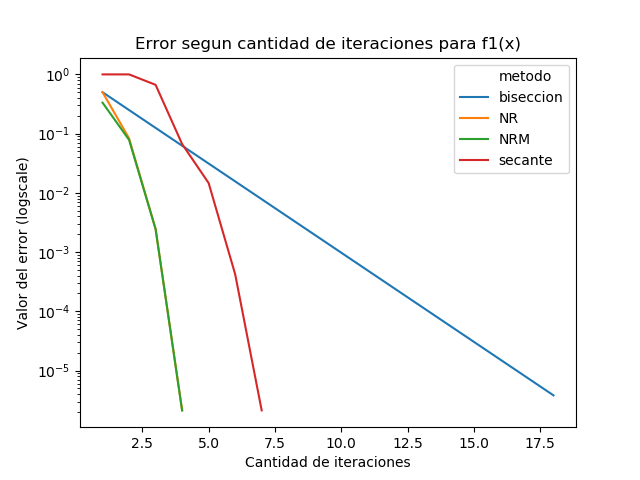 Error segun cantidad de iteraciones para f1(x)
metodo
biseccion
NR
NRM
secante
Valor del error (logscale)
10⁰
10⁻¹
10⁻²
10⁻³
10⁻⁴
10⁻⁵
2.5 5.0 7.5 10.0 12.5 15.0 17.5
Cantidad de iteraciones